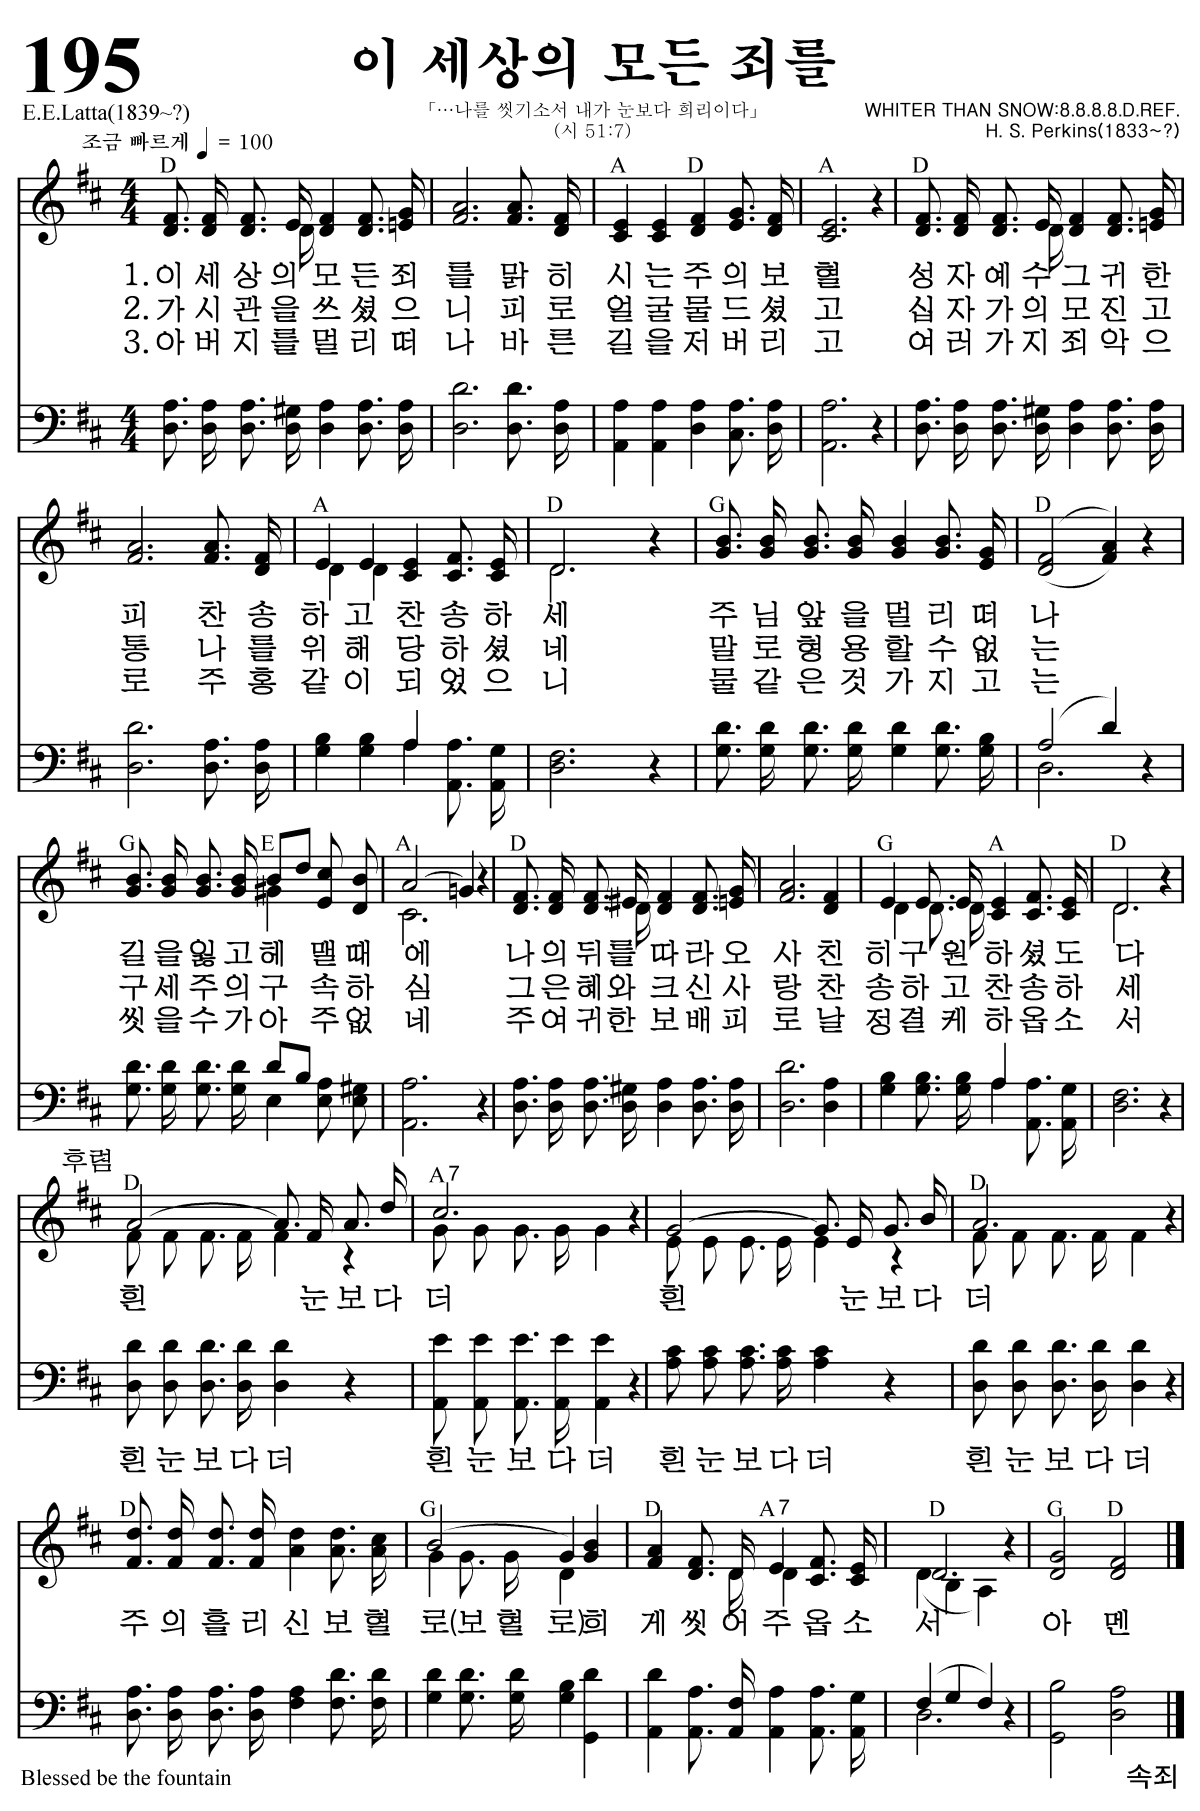 195
이 세상의 모든 죄를
E.E.Latta(1839~?)
「…나를 씻기소서 내가 눈보다 희리이다」
(시 51:7)
WHITER THAN SNOW:8.8.8.8.D.REF.
H. S. Perkins(1833~?)
조금 빠르게 ♩ = 100
D A D A D
1.이 세 상 의 모 든 죄 를 맑 히 시 는 주 의 보 혈 성 자 예 수 그 귀 한
2.가 시 관 을 쓰 셨 으 니 피 로 얼 굴 물 드 셨 고 십 자 가 의 모 진 고
3.아 버 지 를 멀 리 떠 나 바 른 길 을 저 버 리 고 여 러 가 지 죄 악 으
A D G D
피 찬 송 하 고 찬 송 하 세 주 님 앞 을 멀 리 떠 나
통 나 를 위 해 당 하 셨 네 말 로 형 용 할 수 없 는
로 주 홍 같 이 되 었 으 니 물 같 은 것 가 지 고 는
G E A D G A D
길 을 잃 고 헤 맬 때 에 나 의 뒤 를 따 라 오 사 친 히 구 원 하 셨 도 다
구 세 주 의 구 속 하 심 그 은 혜 와 크 신 사 랑 찬 송 하 고 찬 송 하 세
씻 을 수 가 아 주 없 네 주 여 귀 한 보 배 피 로 날 정 결 케 하 옵 소 서
후렴
D A7 D
흰 눈 보 다 더 흰 눈 보 다 더
흰 눈 보 다 더 흰 눈 보 다 더 흰 눈 보 다 더 흰 눈 보 다 더
D G D A7 D G D
주 의 흘 리 신 보 혈 로(보 혈 로)희 게 씻 어 주 옵 소 서 아 멘
Blessed be the fountain
속죄